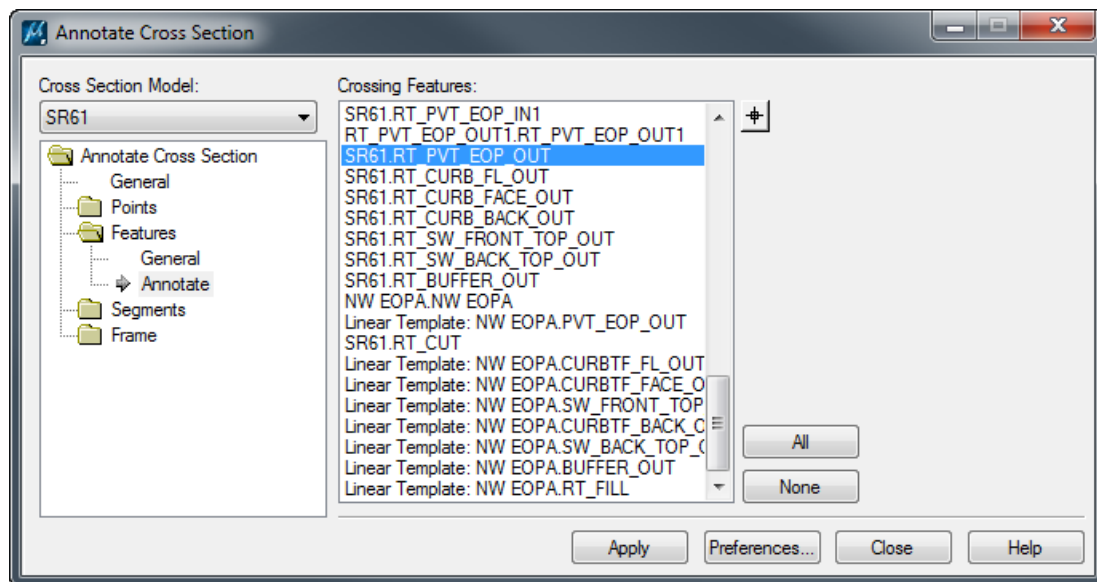 Annotate Cross Section
Cross Section Model:
SR61
Annotate Cross Section
General
Points
Features
General
Annotate
Segments
Frame
Crossing Features:
SR61.RT_PVT_EOP_IN1
RT_PVT_EOP_OUT1.RT_PVT_EOP_OUT1
SR61.RT_PVT_EOP_OUT
SR61.RT_CURB_FL_OUT
SR61.RT_CURB_FACE_OUT
SR61.RT_CURB_BACK_OUT
SR61.RT_SW_FRONT_TOP_OUT
SR61.RT_SW_BACK_TOP_OUT
SR61.RT_BUFFER_OUT
NW EOPA.NW EOPA
Linear Template: NW EOPA.PVT_EOP_OUT
SR61.RT_CUT
Linear Template: NW EOPA.CURBTF_FL_OUT
Linear Template: NW EOPA.CURBTF_FACE_O
Linear Template: NW EOPA.SW_FRONT_TOP
Linear Template: NW EOPA.CURBTF_BACK_O
Linear Template: NW EOPA.SW_BACK_TOP_(
Linear Template: NW EOPA.BUFFER_OUT
Linear Template: NW EOPA.RT_FILL
All
None
Apply
Preferences...
Close
Help